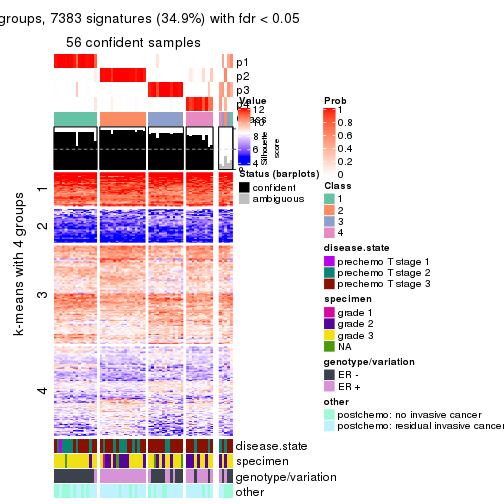 groups, 7383 signatures (34.9%) with fdr < 0.05
56 confident samples
p1
p2
p3
p4
Class
k-means with 4 groups
1
2
3
4
Value
12
10
8
6
4
Silhouette
score
Status (barplots)
confident
ambiguous
Prob
1
0.8
0.6
0.4
0.2
0
Class
1
2
3
4
disease.state
prechemo T stage 1
prechemo T stage 2
prechemo T stage 3
specimen
grade 1
grade 2
grade 3
NA
genotype/variation
ER -
ER +
other
postchemo: no invasive cancer
postchemo: residual invasive cancer
disease.state
specimen
genotype/variation
other